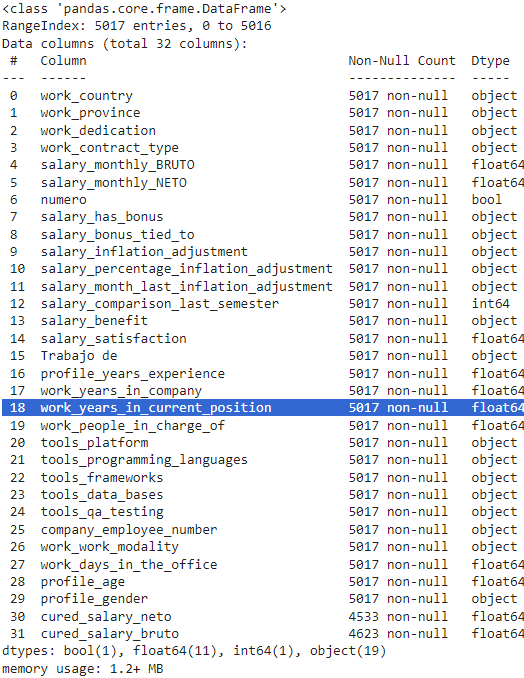 <class 'pandas.core.frame.DataFrame'>
RangeIndex: 5017 entries, 0 to 5016
Data columns (total 32 columns):
 #   Column                                  Non-Null Count  Dtype
---  ------                                  --------------  -----
 0   work_country                            5017 non-null   object
 1   work_province                           5017 non-null   object
 2   work_dedication                         5017 non-null   object
 3   work_contract_type                      5017 non-null   object
 4   salary_monthly_BRUTO                    5017 non-null   float64
 5   salary_monthly_NETO                     5017 non-null   float64
 6   numero                                  5017 non-null   bool
 7   salary_has_bonus                        5017 non-null   object
 8   salary_bonus_tied_to                    5017 non-null   object
 9   salary_inflation_adjustment             5017 non-null   object
 10  salary_percentage_inflation_adjustment  5017 non-null   object
 11  salary_month_last_inflation_adjustment  5017 non-null   object
 12  salary_comparison_last_semester         5017 non-null   int64
 13  salary_benefit                          5017 non-null   object
 14  salary_satisfaction                     5017 non-null   float64
 15  Trabajo de                              5017 non-null   object
 16  profile_years_experience                5017 non-null   float64
 17  work_years_in_company                   5017 non-null   float64
 18  work_years_in_current_position          5017 non-null   float64
 19  work_people_in_charge_of                5017 non-null   float64
 20  tools_platform                          5017 non-null   object
 21  tools_programming_languages             5017 non-null   object
 22  tools_frameworks                        5017 non-null   object
 23  tools_data_bases                        5017 non-null   object
 24  tools_qa_testing                        5017 non-null   object
 25  company_employee_number                 5017 non-null   object
 26  work_work_modality                      5017 non-null   object
 27  work_days_in_the_office                 5017 non-null   float64
 28  profile_age                             5017 non-null   float64
 29  profile_gender                          5017 non-null   object
 30  cured_salary_neto                       4533 non-null   float64
 31  cured_salary_bruto                      4623 non-null   float64
dtypes: bool(1), float64(11), int64(1), object(19)
memory usage: 1.2+ MB